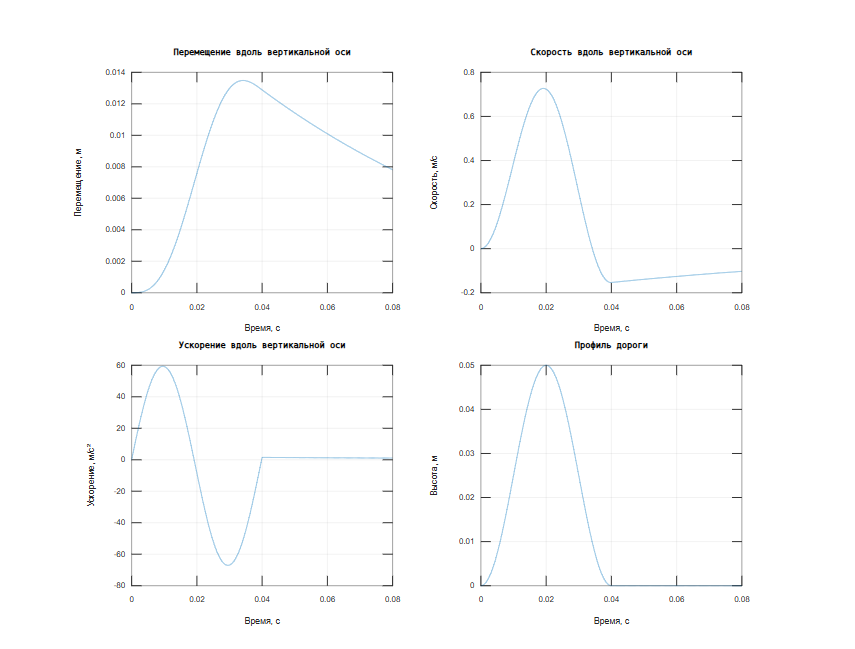 Перемещение вдоль вертикальной оси
0.014
0.012
0.01
0.008
0.006
0.004
0.002
0
Перемещение, м
0 0.02 0.04 0.06 0.08
Время, с
Скорость вдоль вертикальной оси
0.8
0.6
0.4
0.2
0
-0.2
Скорость, м/с
0 0.02 0.04 0.06 0.08
Время, с
Ускорение вдоль вертикальной оси
60
40
20
0
-20
-40
-60
-80
Ускорение, м/с²
0 0.02 0.04 0.06 0.08
Время, с
Профиль дороги
0.05
0.04
0.03
0.02
0.01
0
Высота, м
0 0.02 0.04 0.06 0.08
Время, с